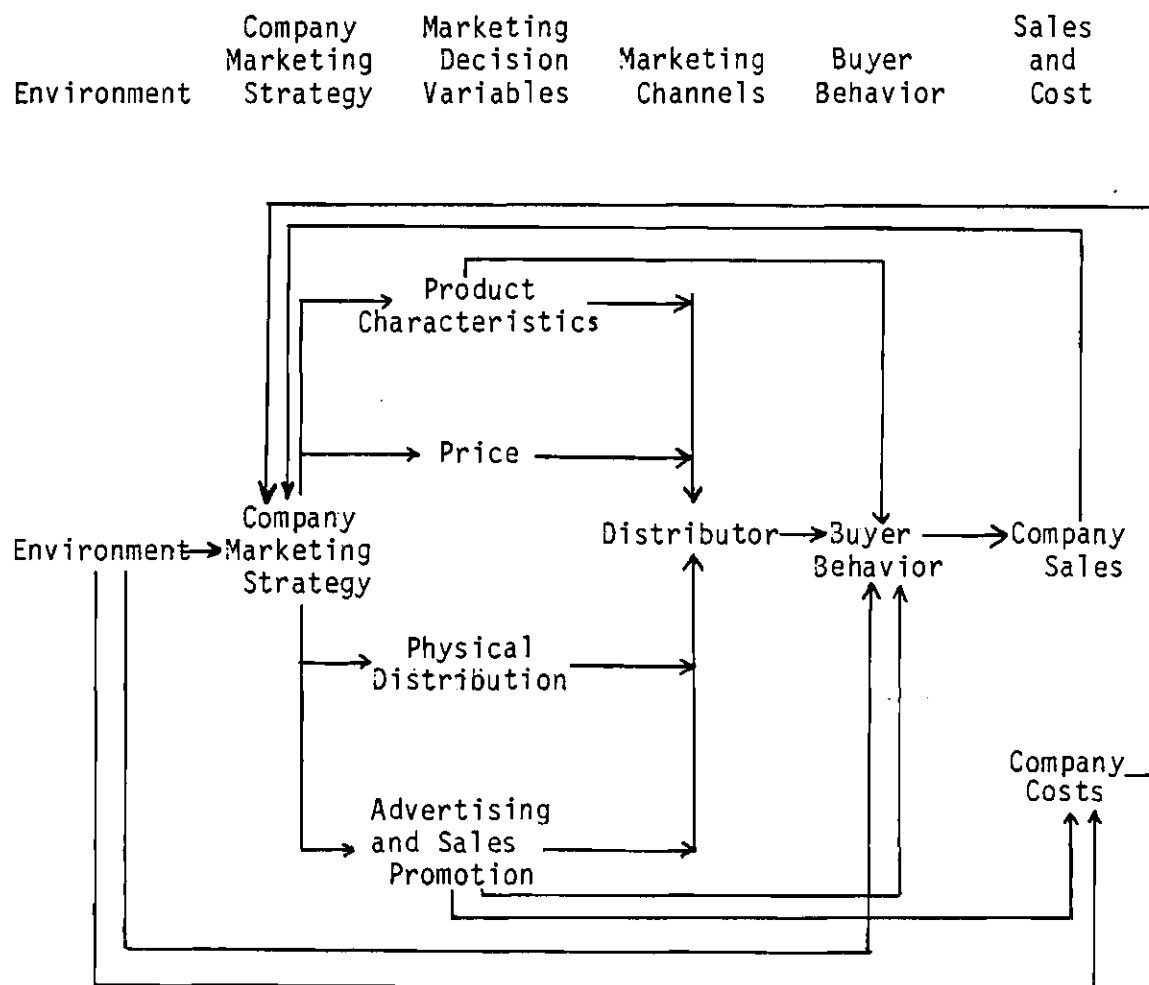 Environment
Company
Marketing
Strategy
Marketing
Decision
Variables
Marketing
Channels
Buyer
Behavior
Sales
and
Cost
Product
Characteristics
Price
Company
Marketing
Strategy
Environment
Distributor
Buyer
Behavior
Company
Sales
Physical
Distribution
Company
Costs
Advertising
and Sales
Promotion